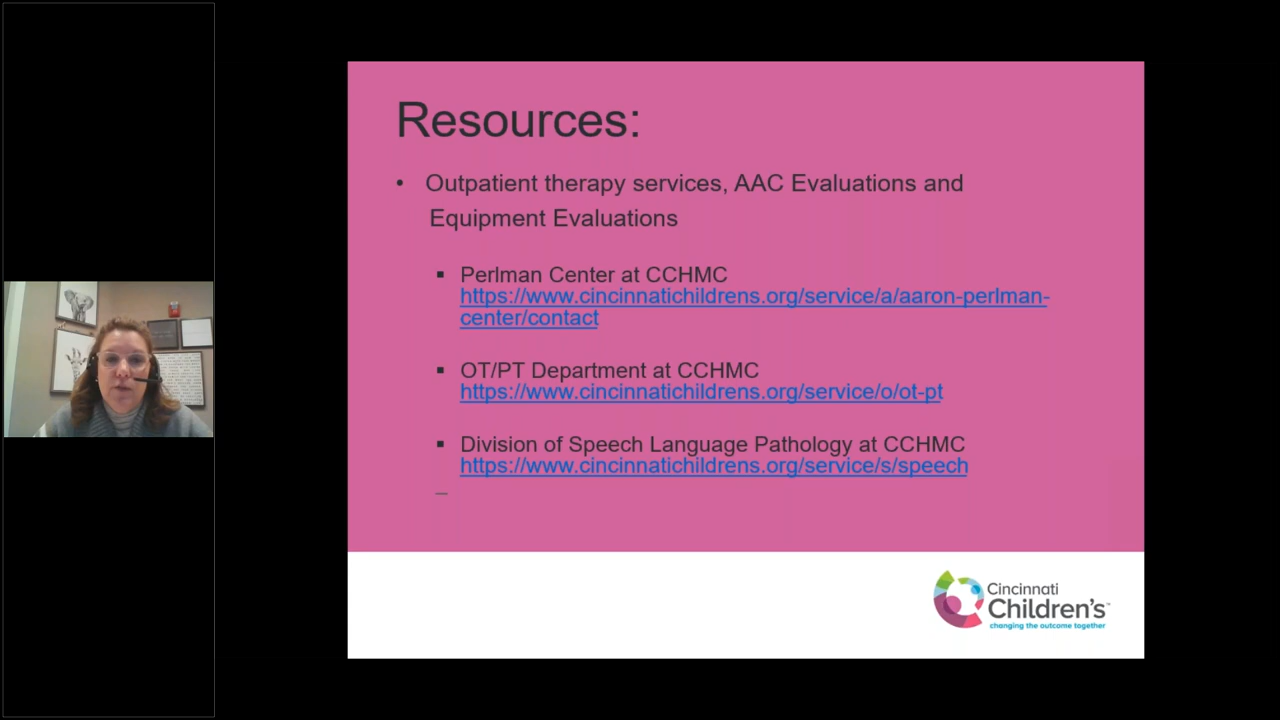 Resources:
• Outpatient therapy services, AAC Evaluations and
Equipment Evaluations
▪ Perlman Center at CCHMC
https://www.cincinnatichildrens.org/service/a/aaron-perlman-
center/contact
▪ OT/PT Department at CCHMC
https://www.cincinnatichildrens.org/service/o/ot-pt
▪ Division of Speech Language Pathology at CCHMC
https://www.cincinnatichildrens.org/service/s/speech
–
Cincinnati
Children's™
changing the outcome together